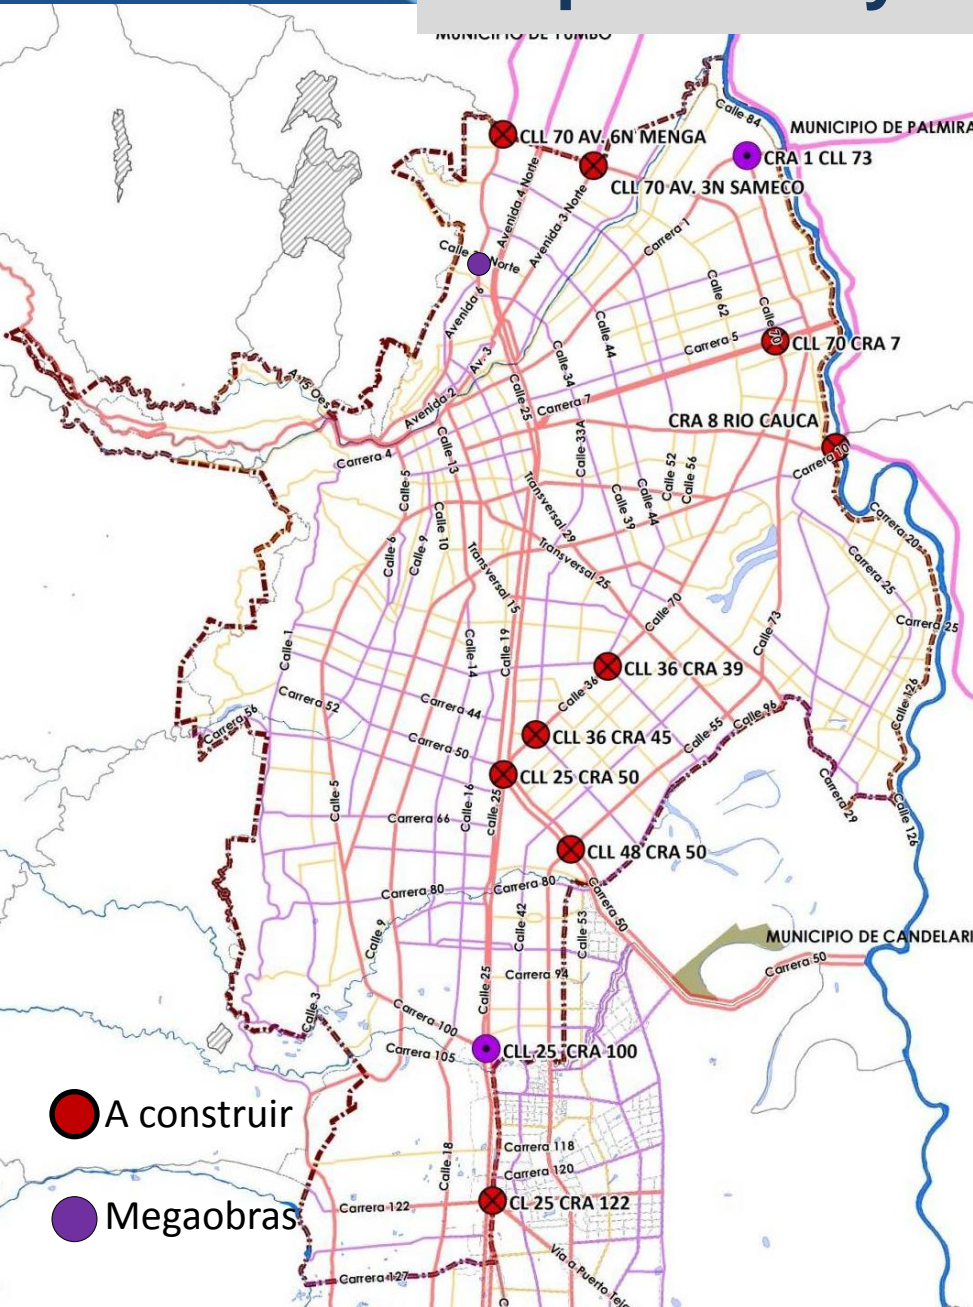 MUNICIPIO DE YUMBO
Calle 84
MUNICIPIO DE PALMIRA
CLL 70 AV. 6N MENGA
CRA 1 CLL 73
CLL 70 AV. 3N SAMECO
Avenida 4 Norte
Avenida 3 Norte
Carrera 1
Calle
Norte
Avenida 6
Calle 62
Calle 70
Calle 44
Carrera 5
CLL 70 CRA 7
Av. 3
Calle 34
Avenida 2
Calle 25
Carrera 7
CRA 8 RIO CAUCA
Calle 33A
Calle 13
Carrera 4
Carrera 10
Calle 5
Calle 52
Calle 56
Calle 39
Calle 44
Calle 10
Transversal 29
Carrera 20
Calle 6
Calle 9
Transversal 15
Transversal 25
Carrera 25
Calle 70
Carrera 25
Calle 73
Calle 1
Calle 14
Calle 19
CLL 36 CRA 39
Calle 36
Calle 126
Carrera 52
Carrera 44
Carrera 56
Calle 96
Calle 55
CLL 36 CRA 45
Carrera 50
CLL 25 CRA 50
Calle 5
Calle 16
Calle 25
Carrera 66
Carrera 29
Calle 126
CLL 48 CRA 50
Carrera 80
Carrera 80
Carrera 50
Calle 42
Calle 53
Calle 9
MUNICIPIO DE CANDELARI
Carrera 50
Carrera 94
Calle 25
Calle 3
Carrera 100
Carrera 105
CLL 25 CRA 100
A construir
Carrera 118
Calle 18
Carrera 120
Megaobras
Carrera 122
CL 25 CRA 122
Vía a Puerto Teja
Carrera 127